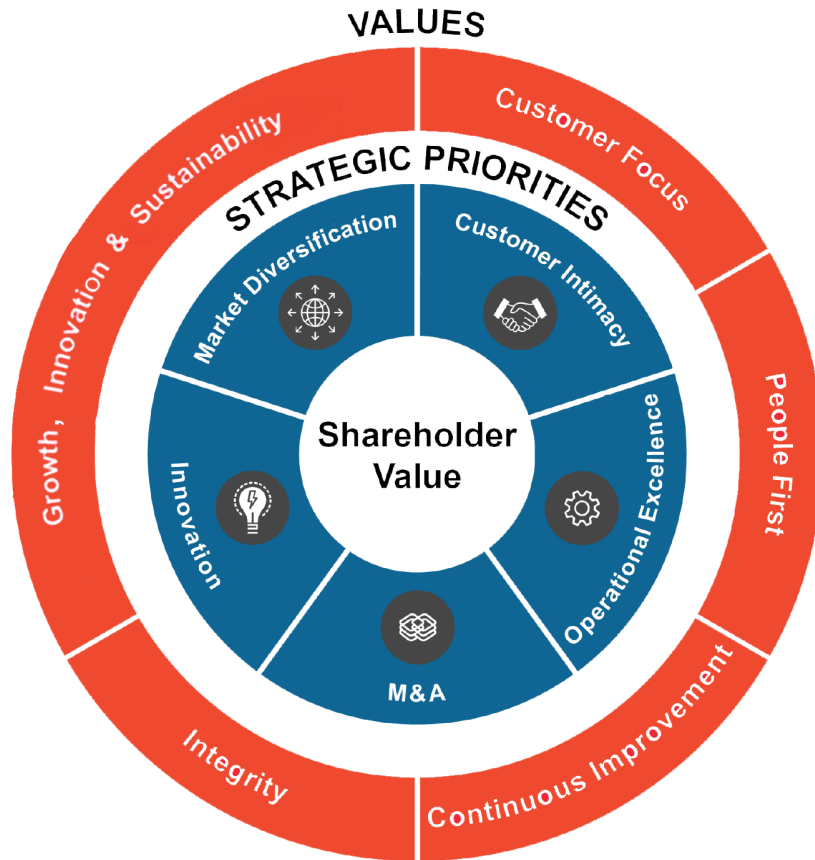 VALUES
Customer Focus
People First
Continuous Improvement
Integrity
Growth, Innovation & Sustainability
STRATEGIC PRIORITIES
Customer Intimacy
Operational Excellence
M&A
Innovation
Market Diversification
Shareholder
Value